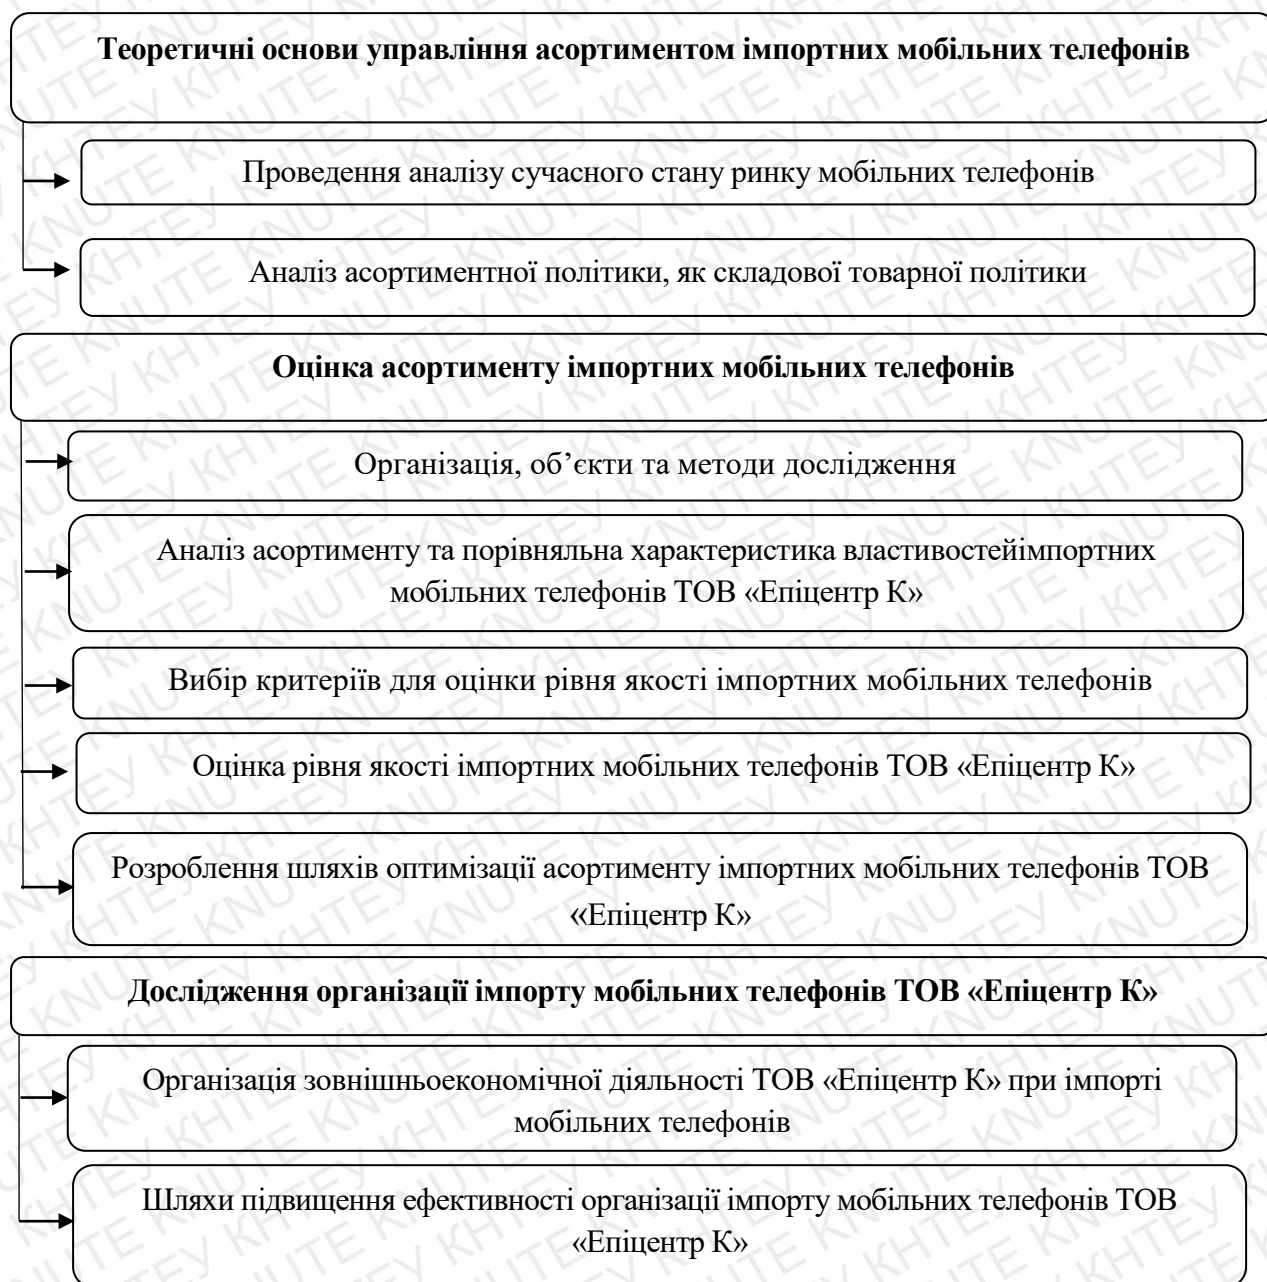 Теоретичні основи управління асортиментом імпортних мобільних телефонів
Проведення аналізу сучасного стану ринку мобільних телефонів
Аналіз асортиментної політики, як складової товарної політики
Оцінка асортименту імпортних мобільних телефонів
Організація, об’єкти та методи дослідження
Аналіз асортименту та порівняльна характеристика властивостейімпортних
мобільних телефонів ТОВ «Епіцентр К»
Вибір критеріїв для оцінки рівня якості імпортних мобільних телефонів
Оцінка рівня якості імпортних мобільних телефонів ТОВ «Епіцентр К»
Розроблення шляхів оптимізації асортименту імпортних мобільних телефонів ТОВ
«Епіцентр К»
Дослідження організації імпорту мобільних телефонів ТОВ «Епіцентр К»
Організація зовнішньоекономічної діяльності ТОВ «Епіцентр К» при імпорті
мобільних телефонів
Шляхи підвищення ефективності організації імпорту мобільних телефонів ТОВ
«Епіцентр К»